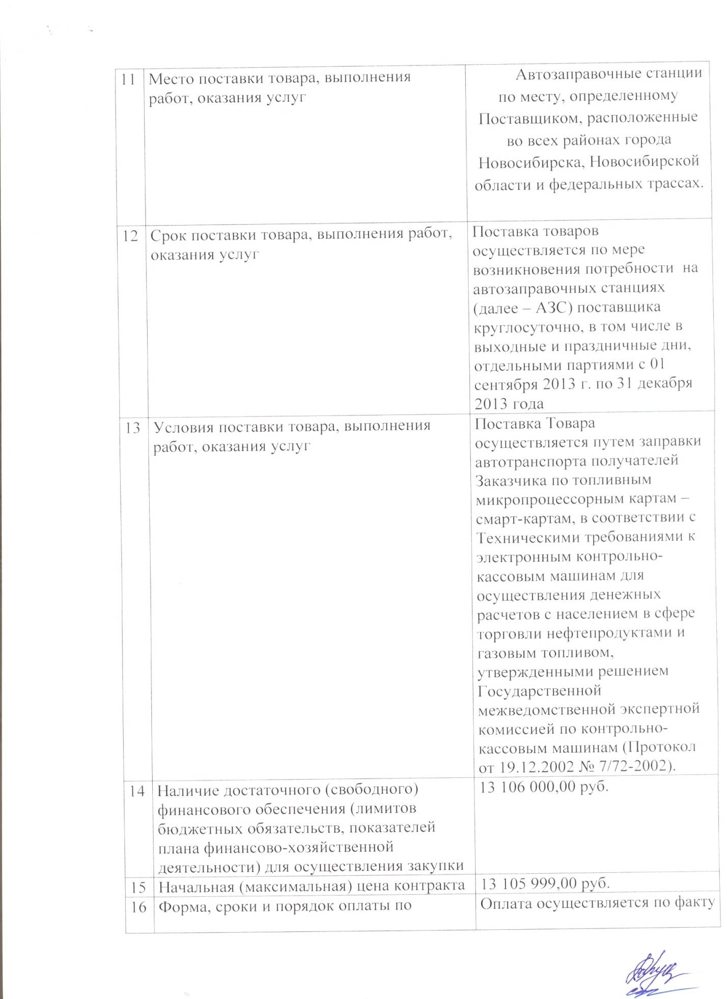 11
Место поставки товара, выполнения
работ, оказания услуг
Автозаправочные станции
по месту, определенному
Поставщиком, расположенные
во всех районах города
Новосибирска, Новосибирской
области и федеральных трассах.
12
Срок поставки товара, выполнения работ,
оказания услуг
Поставка товаров
осуществляется по мере
возникновения потребности на
автозаправочных станциях
(далее – АЗС) поставщика
круглосуточно, в том числе в
выходные и праздничные дни,
отдельными партиями с 01
сентября 2013 г. по 31 декабря
2013 года
13
Условия поставки товара, выполнения
работ, оказания услуг
Поставка Товара
осуществляется путем заправки
автотранспорта получателей
Заказчика по топливным
микропроцессорным картам –
смарт-картам, в соответствии с
Техническими требованиями к
электронным контрольно-
кассовым машинам для
осуществления денежных
расчетов с населением в сфере
торговли нефтепродуктами и
газовым топливом,
утвержденными решением
Государственной
межведомственной экспертной
комиссией по контрольно-
кассовым машинам (Протокол
от 19.12.2002 № 7/72-2002).
14
Наличие достаточного (свободного)
финансового обеспечения (лимитов
бюджетных обязательств, показателей
плана финансово-хозяйственной
деятельности) для осуществления закупки
13 106 000,00 руб.
15
Начальная (максимальная) цена контракта
13 105 999,00 руб.
16
Форма, сроки и порядок оплаты по
Оплата осуществляется по факту